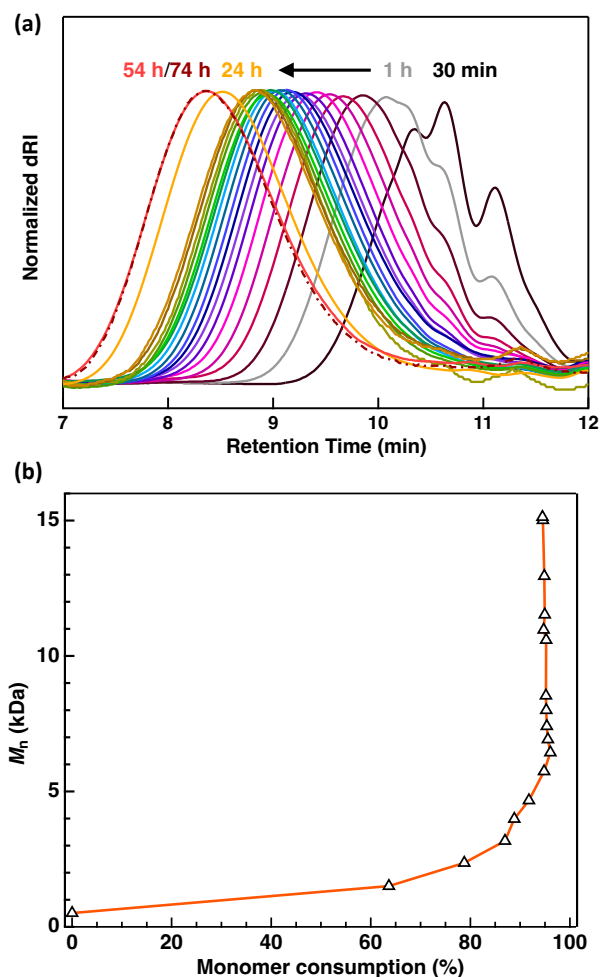 (a)
54 h/74 h 24 h 1 h 30 min
Normalized dRI
7 8 9 10 11 12
Retention Time (min)
(b)
15
10
5
0
Mn (kDa)
0 20 40 60 80 100
Monomer consumption (%)